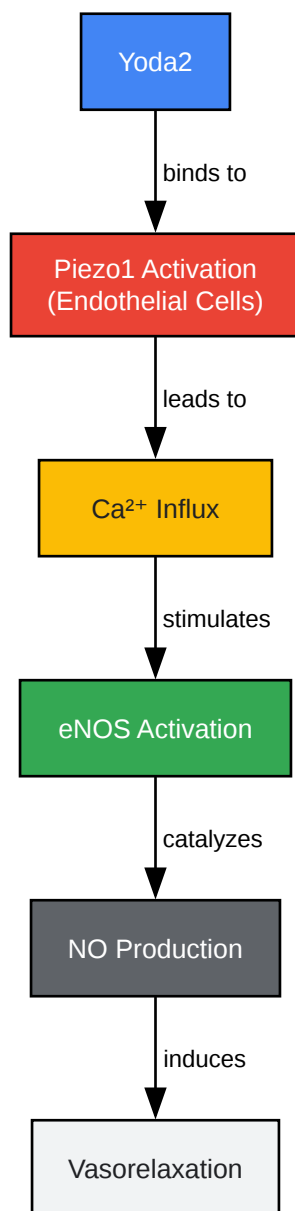 Yoda2
binds to
Piezo1 Activation
(Endothelial Cells)
leads to
Ca²⁺ Influx
stimulates
eNOS Activation
catalyzes
NO Production
induces
Vasorelaxation